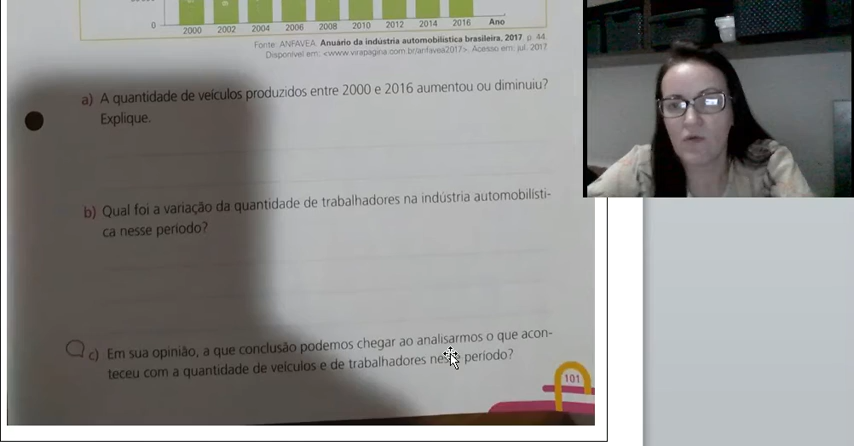 0
2000 2002 2004 2006 2008 2010 2012 2014 2016 Ano
Fonte: ANFAVEA. Anuário da indústria automobilística brasileira, 2017. p. 44.
Disponível em: <www.virapagina.com.br/anfavea2017>. Acesso em: jul. 2017.
a) A quantidade de veículos produzidos entre 2000 e 2016 aumentou ou diminuiu?
Explique.
b) Qual foi a variação da quantidade de trabalhadores na indústria automobilísti-
ca nesse período?
c) Em sua opinião, a que conclusão podemos chegar ao analisarmos o que acon-
teceu com a quantidade de veículos e de trabalhadores nesse período?
101